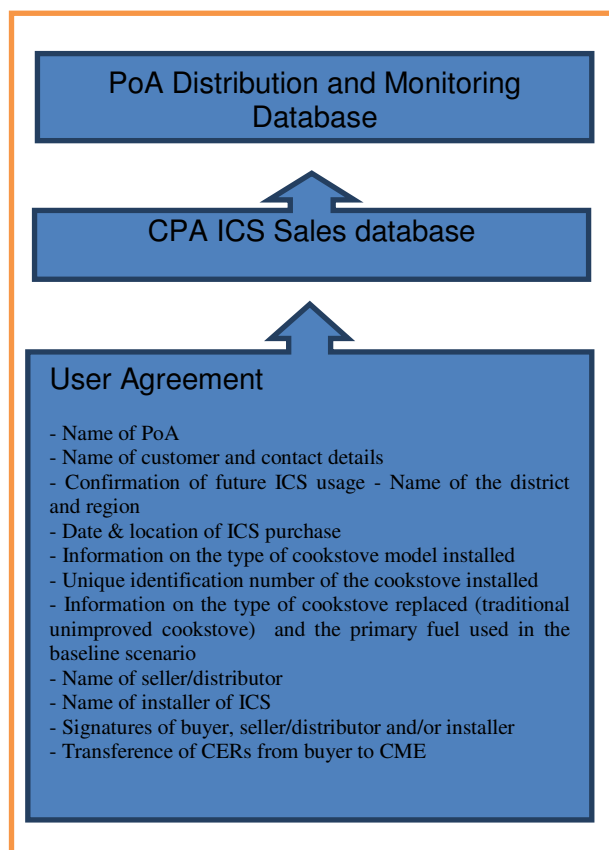 PoA Distribution and Monitoring
Database
CPA ICS Sales database
User Agreement
- Name of PoA
- Name of customer and contact details
- Confirmation of future ICS usage - Name of the district
and region
- Date & location of ICS purchase
- Information on the type of cookstove model installed
- Unique identification number of the cookstove installed
- Information on the type of cookstove replaced (traditional
unimproved cookstove) and the primary fuel used in the
baseline scenario
- Name of seller/distributor
- Name of installer of ICS
- Signatures of buyer, seller/distributor and/or installer
- Transference of CERs from buyer to CME